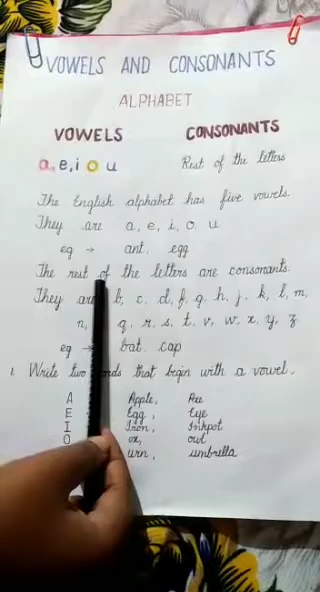 VOWELS AND CONSONANTS
ALPHABET
VOWELS CONSONANTS
a, e, i o u Rest of the letters
The English alphabet has five vowels.
They are a, e, i, o, u
eg → ant, egg
The rest of the letters are consonants.
They are b, c, d, f, g, h, j, k, l, m,
n, q, r, s, t, v, w, x, y, z
eg → bat, cap
1. Write two that begin with a vowel.
A Apple, Axe
E Egg, Eye
I Iron, Inkpot
O ox, owl
urn, umbrella